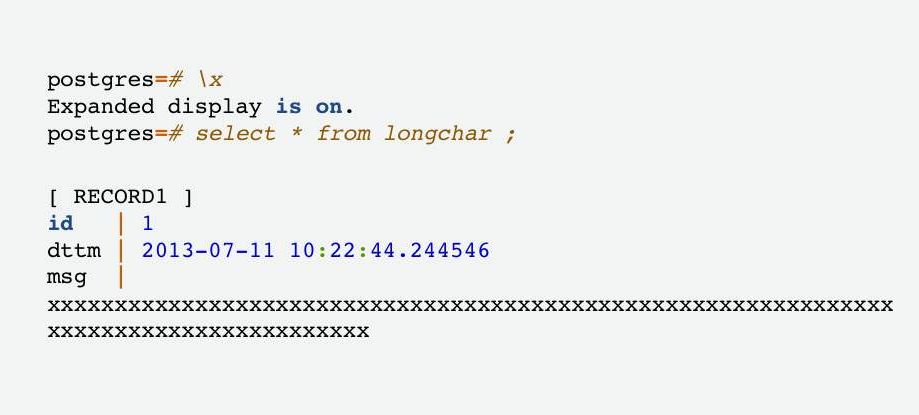 postgres=# \x
Expanded display is on.
postgres=# select * from longchar ;
[ RECORD1 ]
id | 1
dttm | 2013-07-11 10:22:44.244546
msg |
xxxxxxxxxxxxxxxxxxxxxxxxxxxxxxxxxxxxxxxxxxxxxxxxxxxxxxxxxxxxxxx
xxxxxxxxxxxxxxxxxxxxxxxx